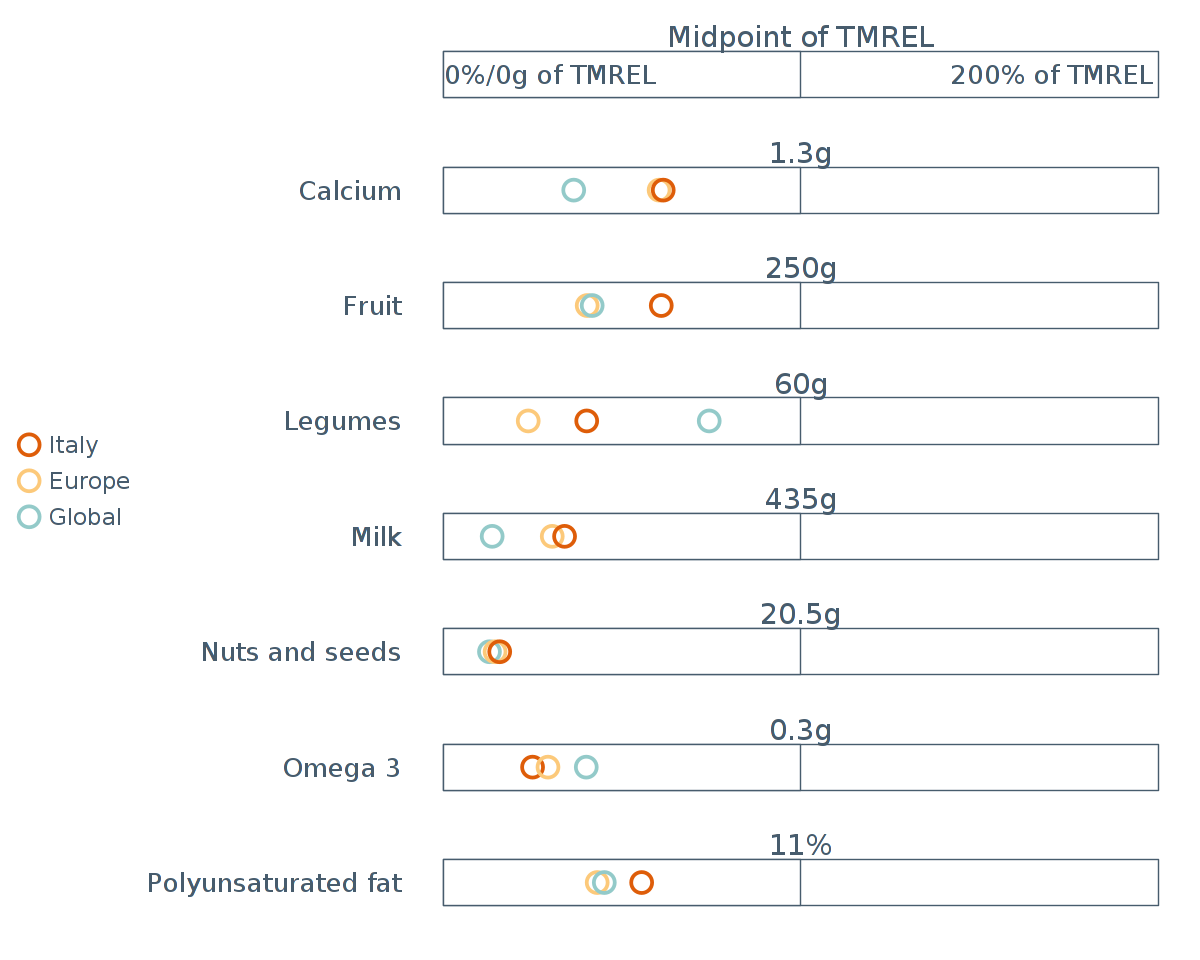 Midpoint of TMREL
0%/0g of TMREL
200% of TMREL
1.3g
Calcium
250g
Fruit
60g
Legumes
Italy
Europe
Global
435g
Milk
20.5g
Nuts and seeds
0.3g
Omega 3
11%
Polyunsaturated fat